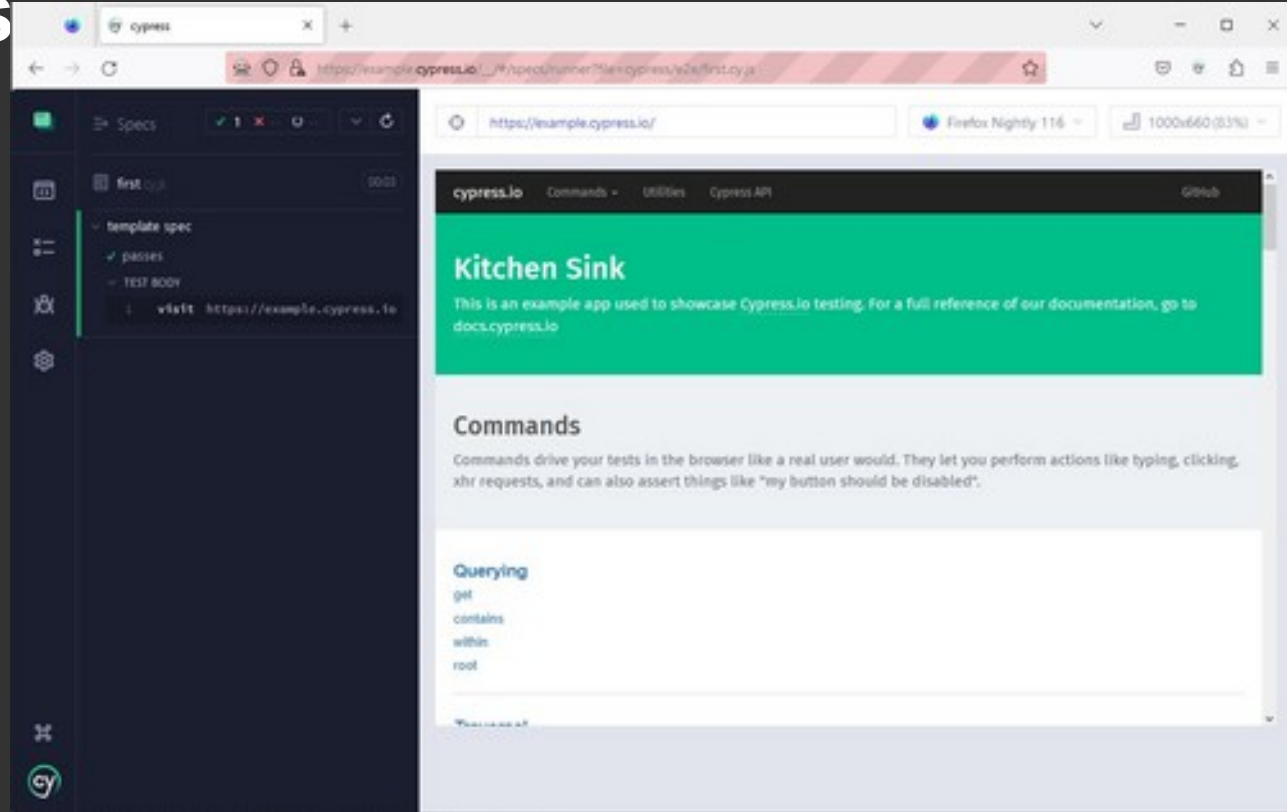 cypress
https://example.cypress.io/__/#/specs/runner?file=cypress/e2e/first.cy.js
Specs
1
https://example.cypress.io/
Firefox Nightly 116
1000x660 (83%)
first
00:03
template spec
passes
TEST BODY
1 visit https://example.cypress.io
cy
cypress.io Commands Utilities Cypress API GitHub
Kitchen Sink
This is an example app used to showcase Cypress.io testing. For a full reference of our documentation, go to
docs.cypress.io
Commands
Commands drive your tests in the browser like a real user would. They let you perform actions like typing, clicking,
xhr requests, and can also assert things like "my button should be disabled".
Querying
get
contains
within
root